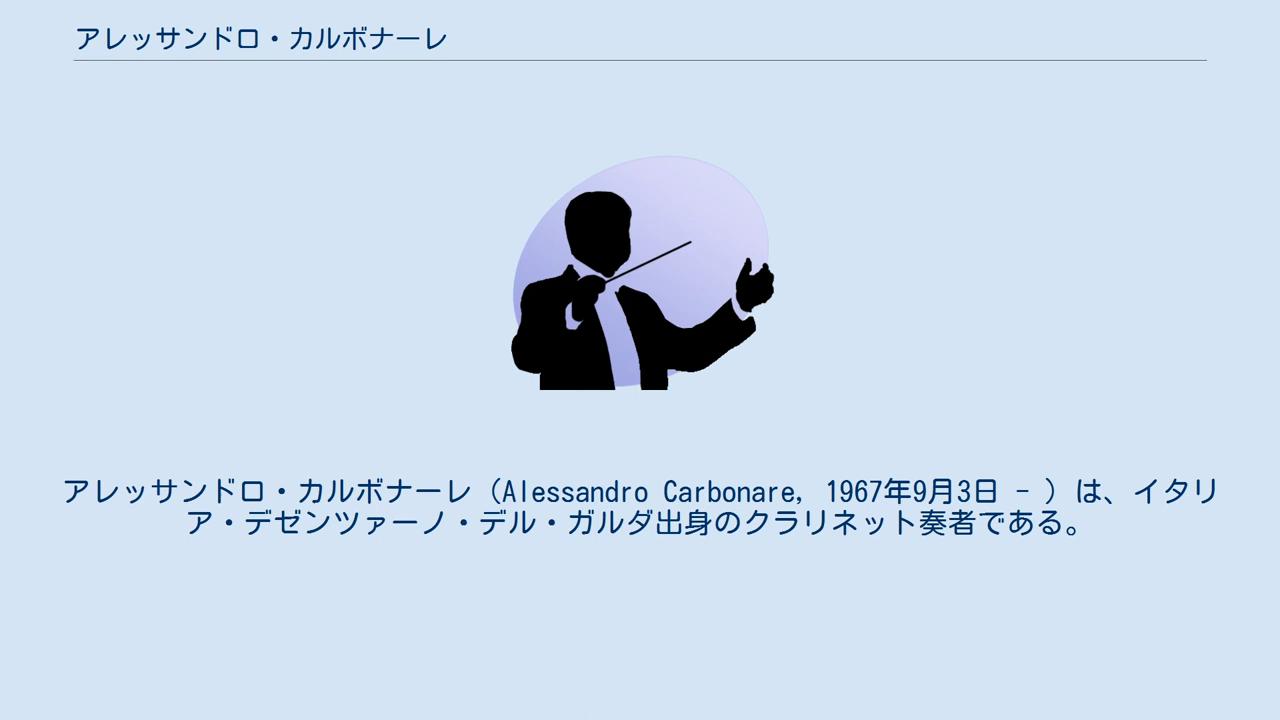 アレッサンドロ・カルボナーレ
アレッサンドロ・カルボナーレ（Alessandro Carbonare, 1967年9月3日 - ）は、イタリ
ア・デゼンツァーノ・デル・ガルダ出身のクラリネット奏者である。